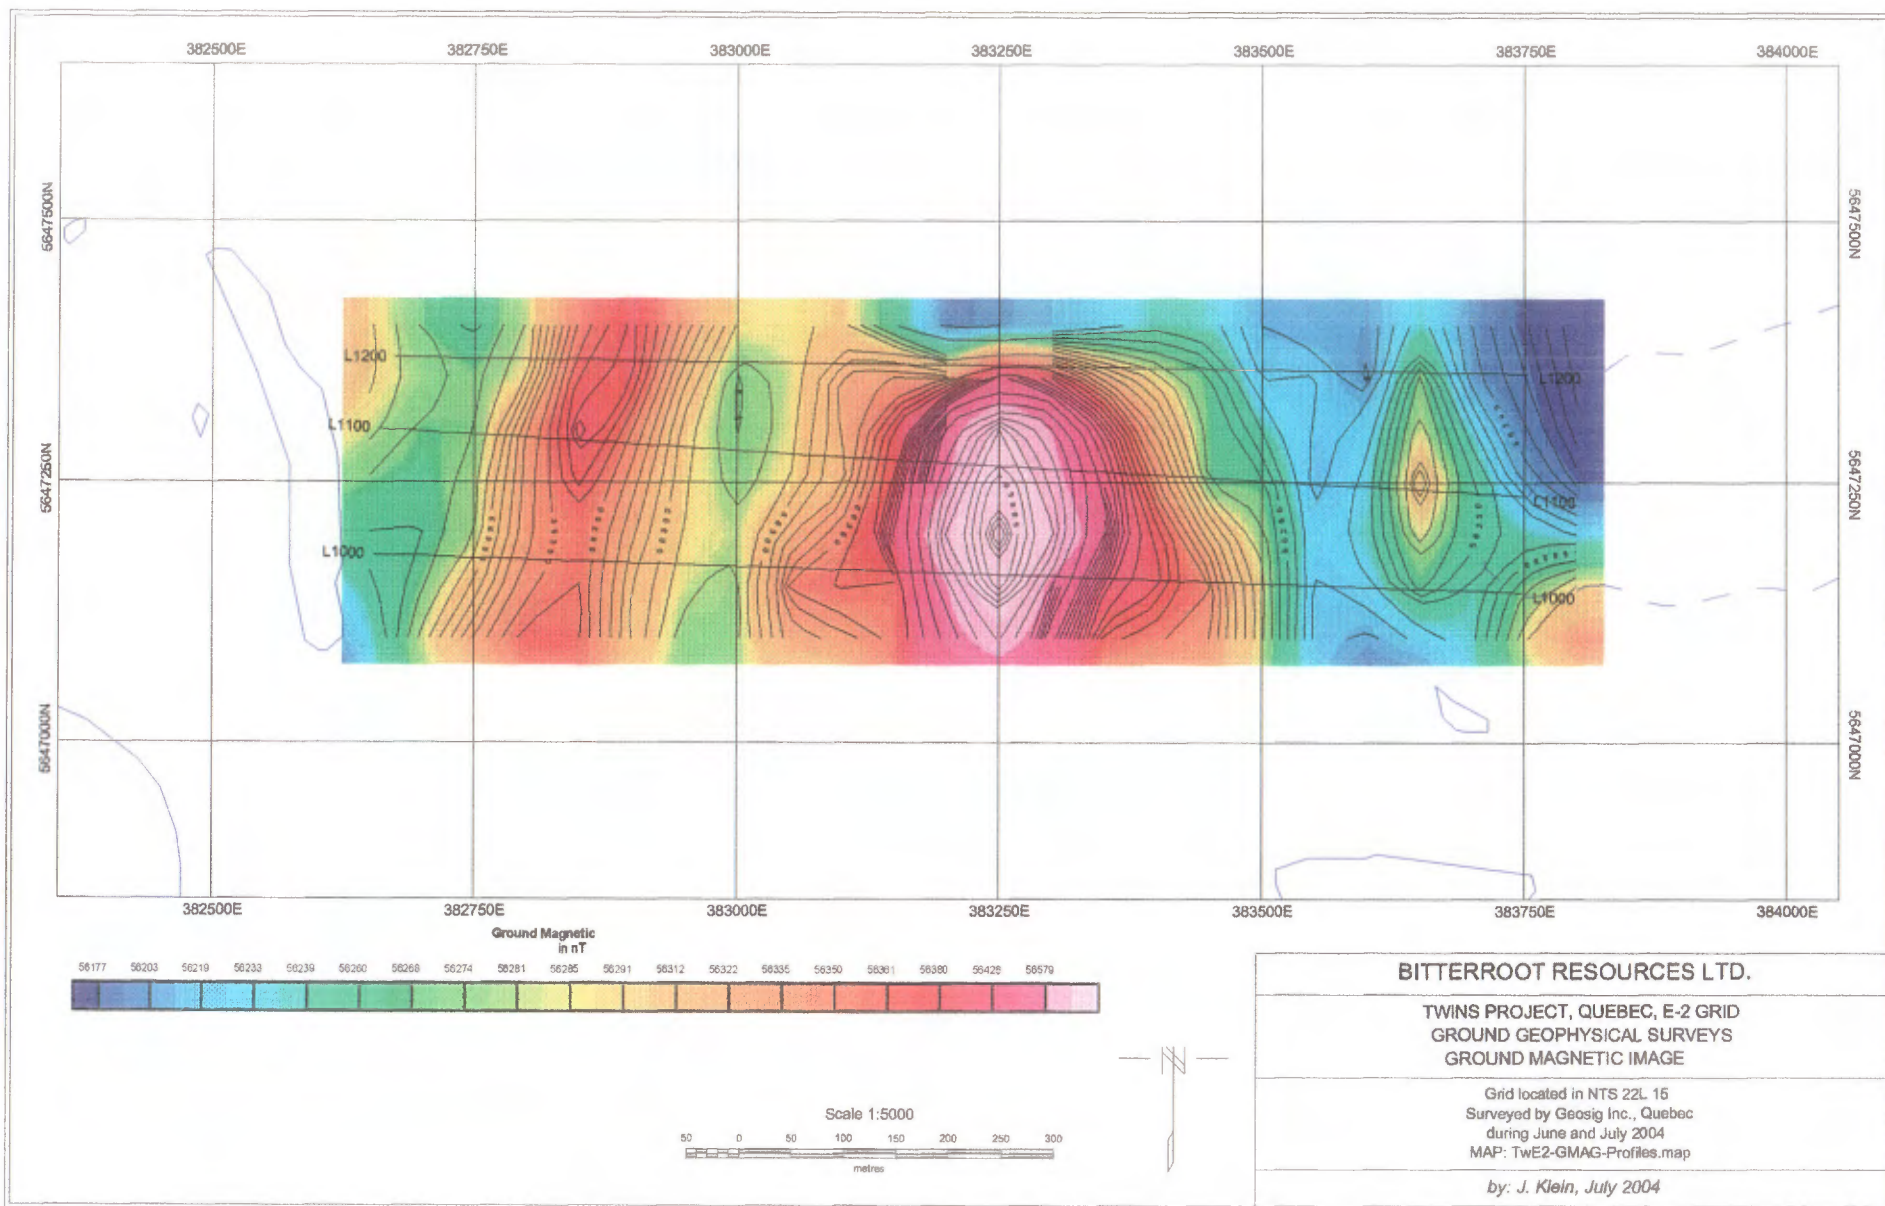 382500E 382750E 383000E 383250E 383500E 383750E 384000E
5647500N
5647500N
L1200
L1200
L1100
5647250N
5647250N
L1100
L1000
L1000
5647000N
5647000N
382500E 382750E 383000E 383250E 383500E 383750E 384000E
Ground Magnetic
in nT
56177 56203 56219 56233 56239 56260 56268 56274 56281 56285 56291 56312 56322 56335 56350 56361 56380 56426 56579
Scale 1:5000
50 0 50 100 150 200 250 300
metres
N
BITTERROOT RESOURCES LTD.
TWINS PROJECT, QUEBEC, E-2 GRID
GROUND GEOPHYSICAL SURVEYS
GROUND MAGNETIC IMAGE
Grid located in NTS 22L 15
Surveyed by Geosig Inc., Quebec
during June and July 2004
MAP: TwE2-GMAG-Profiles.map
by: J. Klein, July 2004